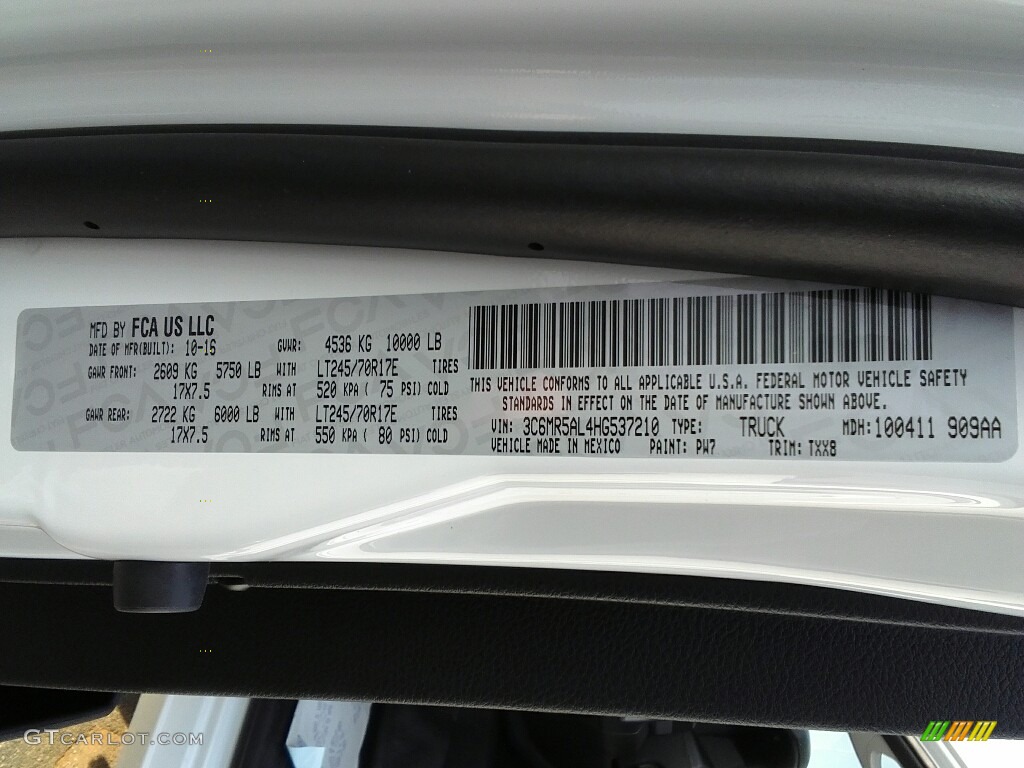 MFD BY FCA US LLC
DATE OF MFR(BUILT): 10-16 GVWR: 4536 KG 10000 LB
GAWR FRONT: 2609 KG 5750 LB WITH LT245/70R17E TIRES
17X7.5 RIMS AT 520 KPA ( 75 PSI) COLD
GAWR REAR: 2722 KG 6000 LB WITH LT245/70R17E TIRES
17X7.5 RIMS AT 550 KPA ( 80 PSI) COLD
THIS VEHICLE CONFORMS TO ALL APPLICABLE U.S.A. FEDERAL MOTOR VEHICLE SAFETY
STANDARDS IN EFFECT ON THE DATE OF MANUFACTURE SHOWN ABOVE.
VIN: 3C6MR5AL4HG537210 TYPE: TRUCK MDH: 100411 909AA
VEHICLE MADE IN MEXICO PAINT: PW7 TRIM: TXX8
GTCarLot.com